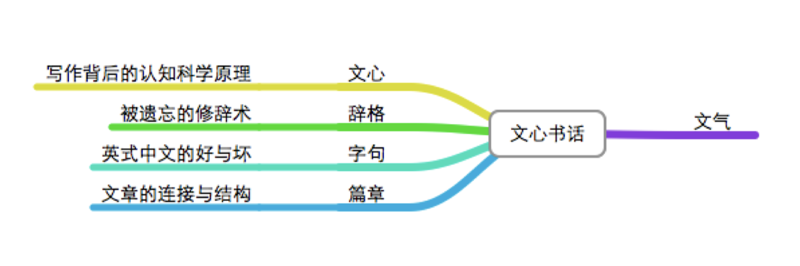 写作背后的认知科学原理 文心
被遗忘的修辞术 辞格
英式中文的好与坏 字句
文章的连接与结构 篇章
文心书话
文气